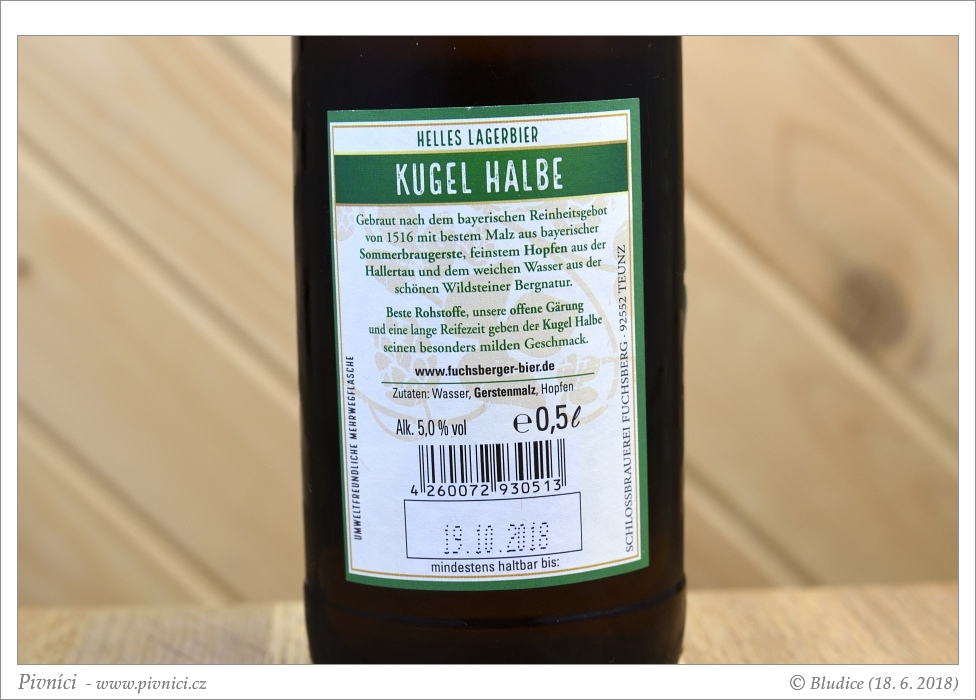 HELLES LAGERBIER
KUGEL HALBE
Gebraut nach dem bayerischen Reinheitsgebot
von 1516 mit bestem Malz aus bayerischer
Sommerbraugerste, feinstem Hopfen aus der
Hallertau und dem weichen Wasser aus der
schönen Wildsteiner Bergnatur.
Beste Rohstoffe, unsere offene Gärung
und eine lange Reifezeit geben der Kugel Halbe
seinen besonders milden Geschmack.
www.fuchsberger-bier.de
Zutaten: Wasser, Gerstenmalz, Hopfen
Alk. 5,0 % vol ℮0,5ℓ
4 260072 930513
19.10.2018
mindestens haltbar bis:
UMWELTFREUNDLICHE MEHRWEGFLASCHE
SCHLOSSBRAUEREI FUCHSBERG · 92552 TEUNZ
Pivníci - www.pivnici.cz
© Bludice (18. 6. 2018)